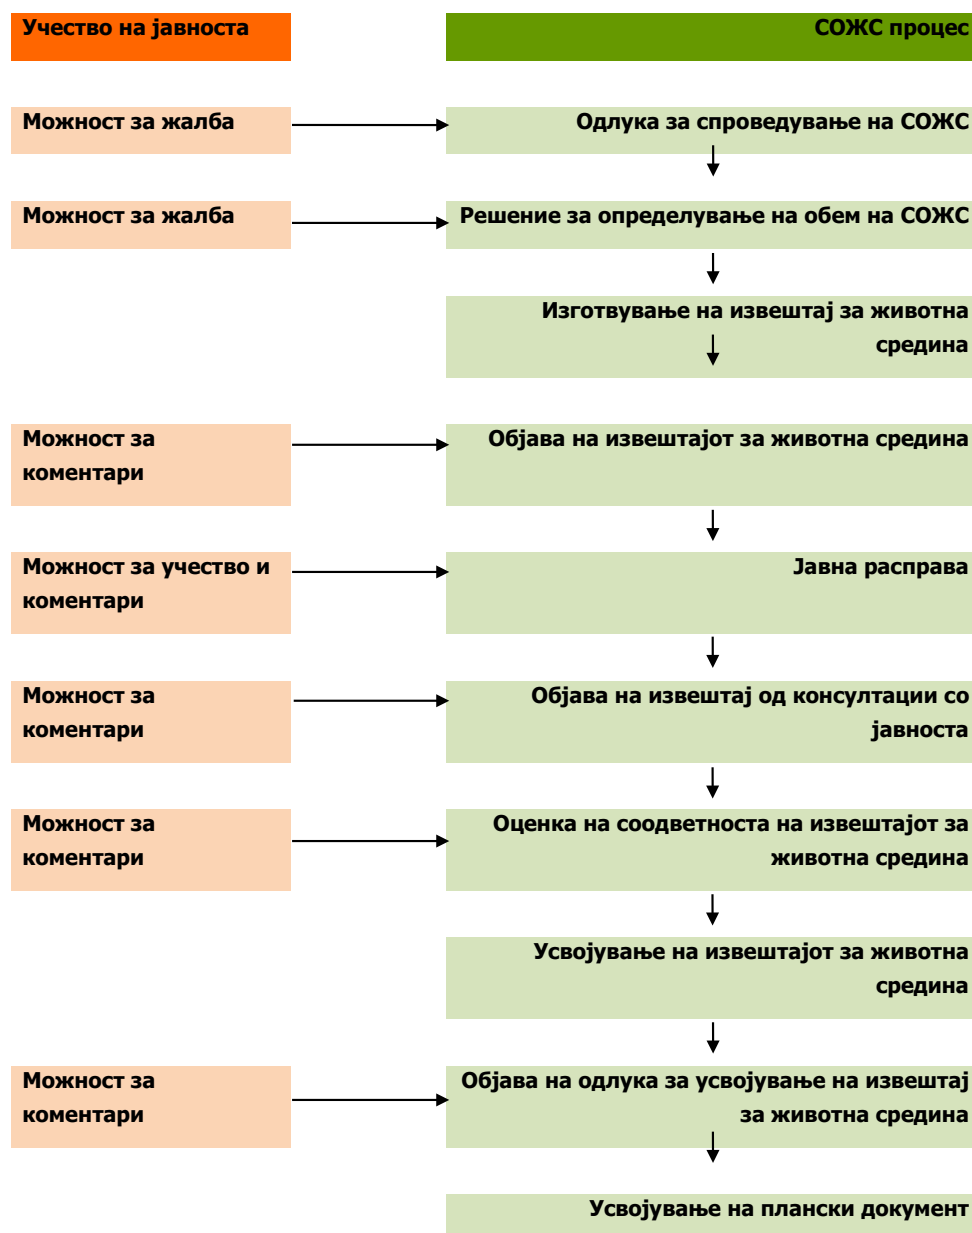 Учество на јавноста
СОЖС процес
Можност за жалба
Одлука за спроведување на СОЖС
Можност за жалба
Решение за определување на обем на СОЖС
Изготвување на извештај за животна
средина
Можност за
коментари
Објава на извештајот за животна средина
Можност за учество и
коментари
Јавна расправа
Можност за
коментари
Објава на извештај од консултации со
јавноста
Можност за
коментари
Оценка на соодветноста на извештајот за
животна средина
Усвојување на извештајот за животна
средина
Можност за
коментари
Објава на одлука за усвојување на извештај
за животна средина
Усвојување на плански документ